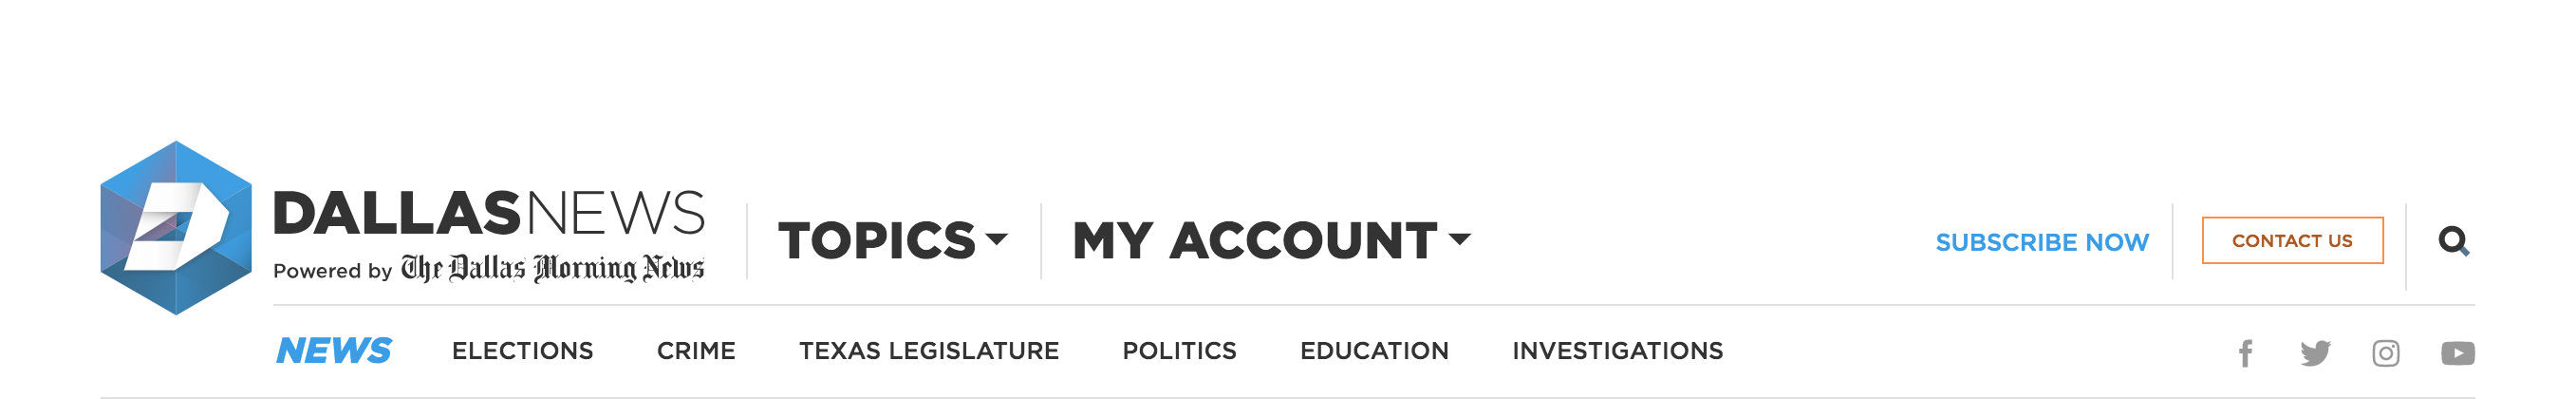 DALLASNEWS
Powered by The Dallas Morning News
TOPICS
MY ACCOUNT
SUBSCRIBE NOW
CONTACT US
NEWS
ELECTIONS
CRIME
TEXAS LEGISLATURE
POLITICS
EDUCATION
INVESTIGATIONS